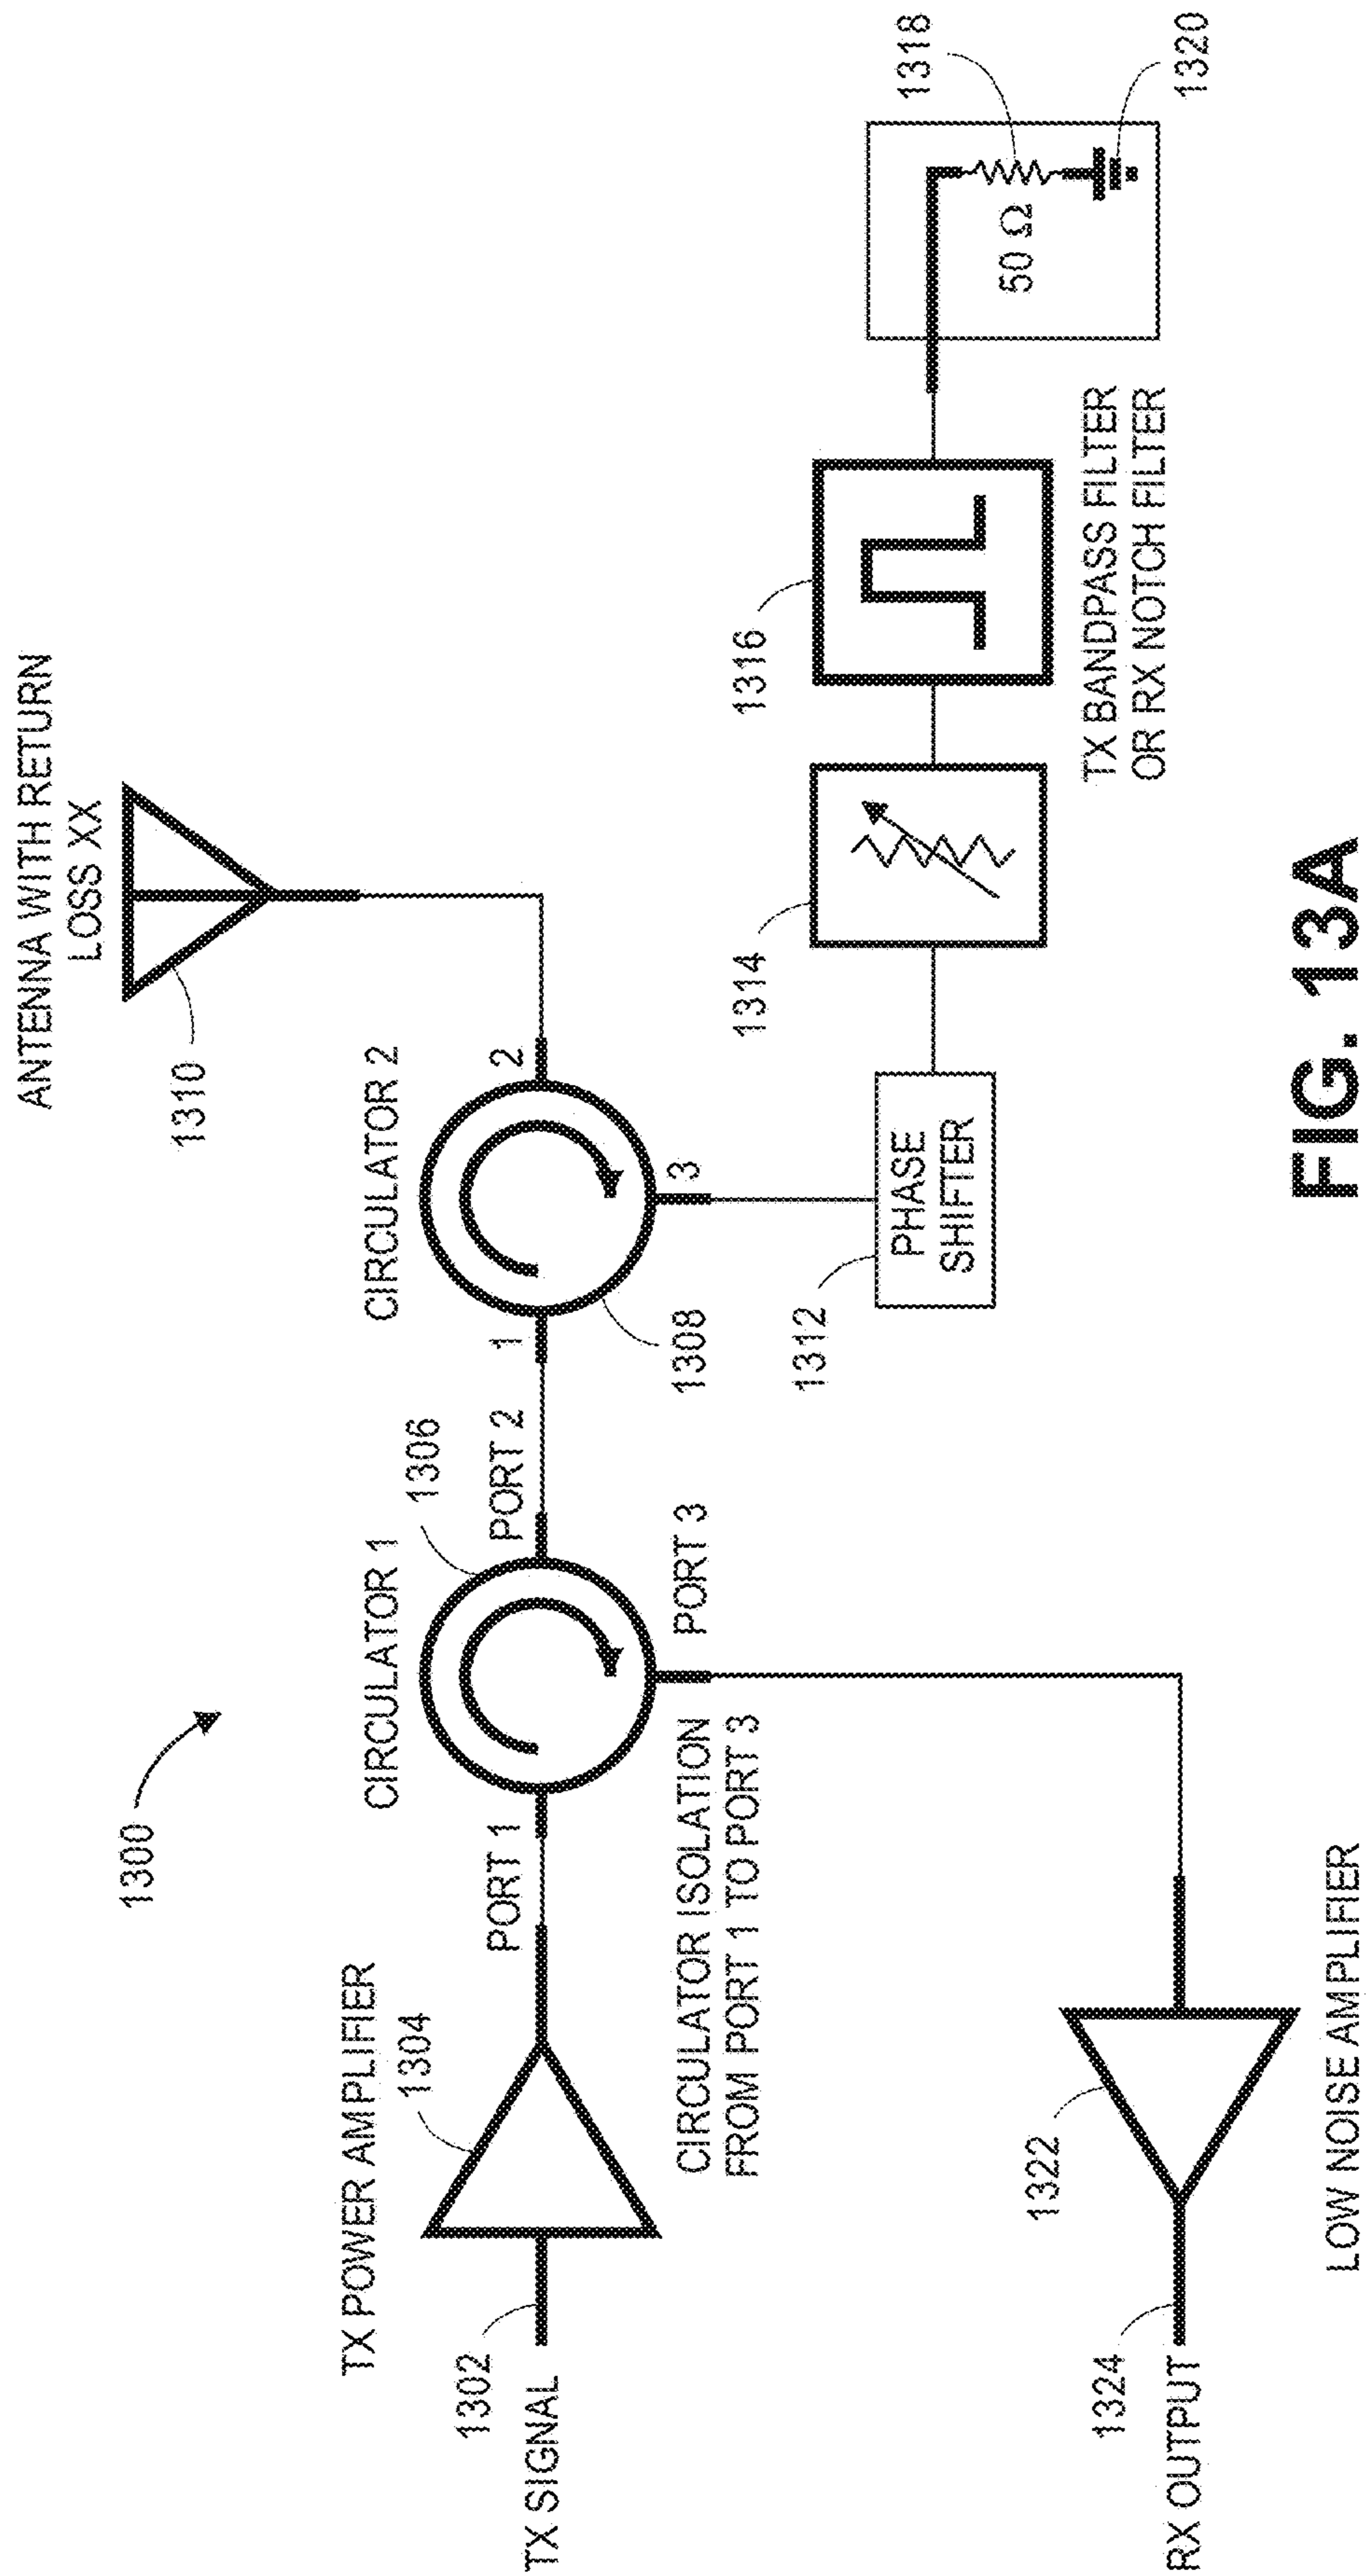 1300
ANTENNA WITH RETURN
LOSS XX
1310
TX POWER AMPLIFIER
1304
1302
TX SIGNAL
PORT 1
CIRCULATOR 1
1306
PORT 2
PORT 3
CIRCULATOR ISOLATION
FROM PORT 1 TO PORT 3
CIRCULATOR 2
1
2
3
1308
PHASE
SHIFTER
1312
1314
1316
TX BANDPASS FILTER
OR RX NOTCH FILTER
50 Ω
1318
1320
1322
LOW NOISE AMPLIFIER
1324
RX OUTPUT
FIG. 13A